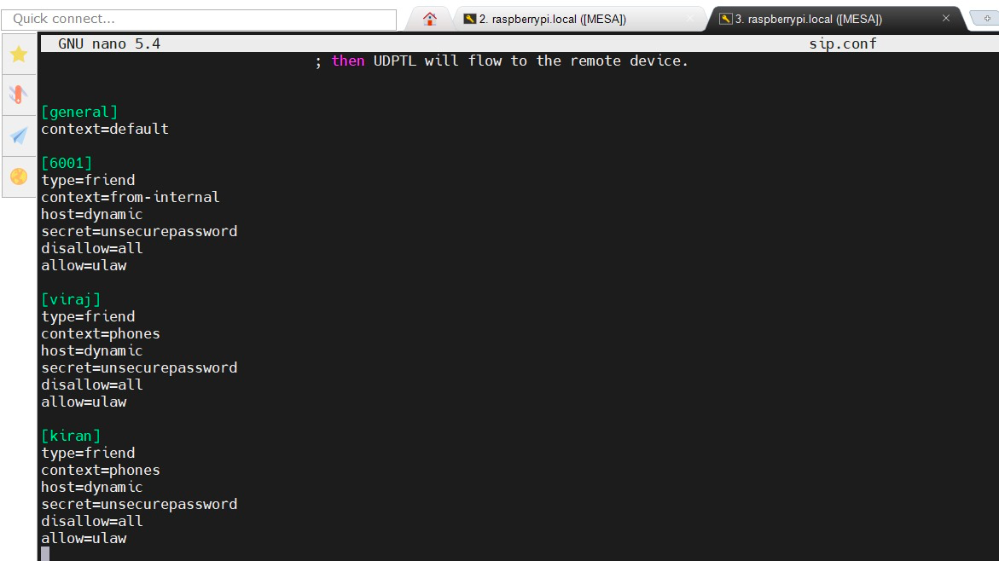 Quick connect...
2. raspberrypi.local ([MESA])
3. raspberrypi.local ([MESA])
GNU nano 5.4 sip.conf
; then UDPTL will flow to the remote device.
[general]
context=default
[6001]
type=friend
context=from-internal
host=dynamic
secret=unsecurepassword
disallow=all
allow=ulaw
[viraj]
type=friend
context=phones
host=dynamic
secret=unsecurepassword
disallow=all
allow=ulaw
[kiran]
type=friend
context=phones
host=dynamic
secret=unsecurepassword
disallow=all
allow=ulaw